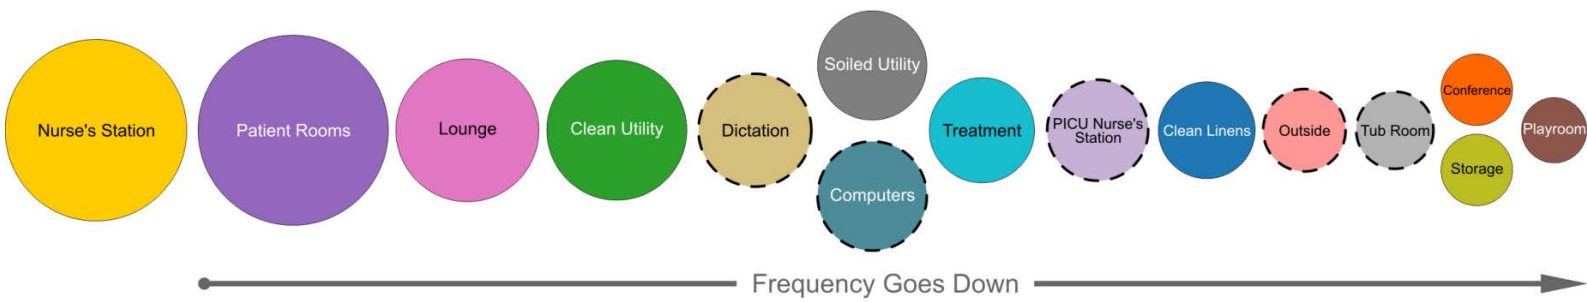 Nurse's Station
Patient Rooms
Lounge
Clean Utility
Dictation
Soiled Utility
Computers
Treatment
PICU Nurse's
Station
Clean Linens
Outside
Tub Room
Conference
Storage
Playroom
Frequency Goes Down